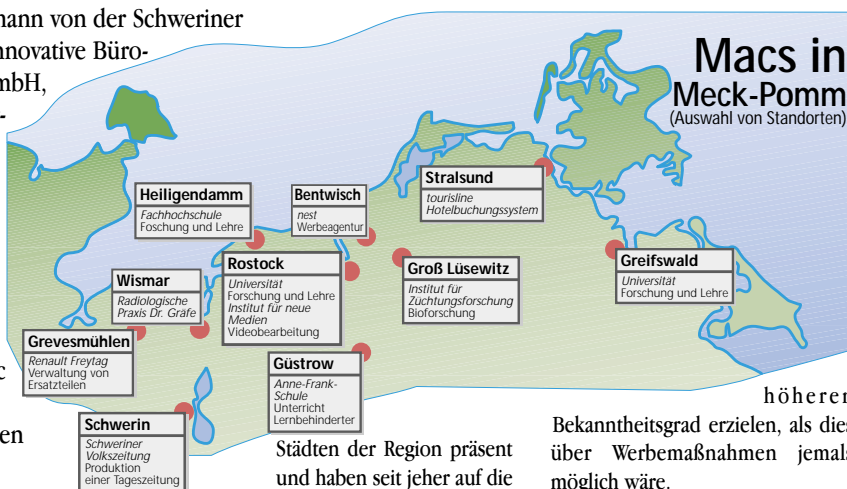 mann von der Schweriner
nnovative Büro-
mbH,
-
Macs in
Meck-Pomm
(Auswahl von Standorten)
Heiligendamm
Fachhochschule
Foschung und Lehre
Bentwisch
nest
Werbeagentur
Stralsund
tourisline
Hotelbuchungssystem
Wismar
Radiologische
Praxis Dr. Gräfe
Rostock
Universität
Forschung und Lehre
Institut für neue
Medien
Videobearbeitung
Groß Lüsewitz
Institut für
Züchtungsforschung
Bioforschung
Greifswald
Universität
Forschung und Lehre
Grevesmühlen
Renault Freytag
Verwaltung von
Ersatzteilen
Güstrow
Anne-Frank-
Schule
Unterricht
Lernbehinderter
Schwerin
Schweriner
Volkszeitung
Produktion
einer Tageszeitung
c
en
Städten der Region präsent
und haben seit jeher auf die
höheren
Bekanntheitsgrad erzielen, als dies
über Werbemaßnahmen jemals
möglich wäre.